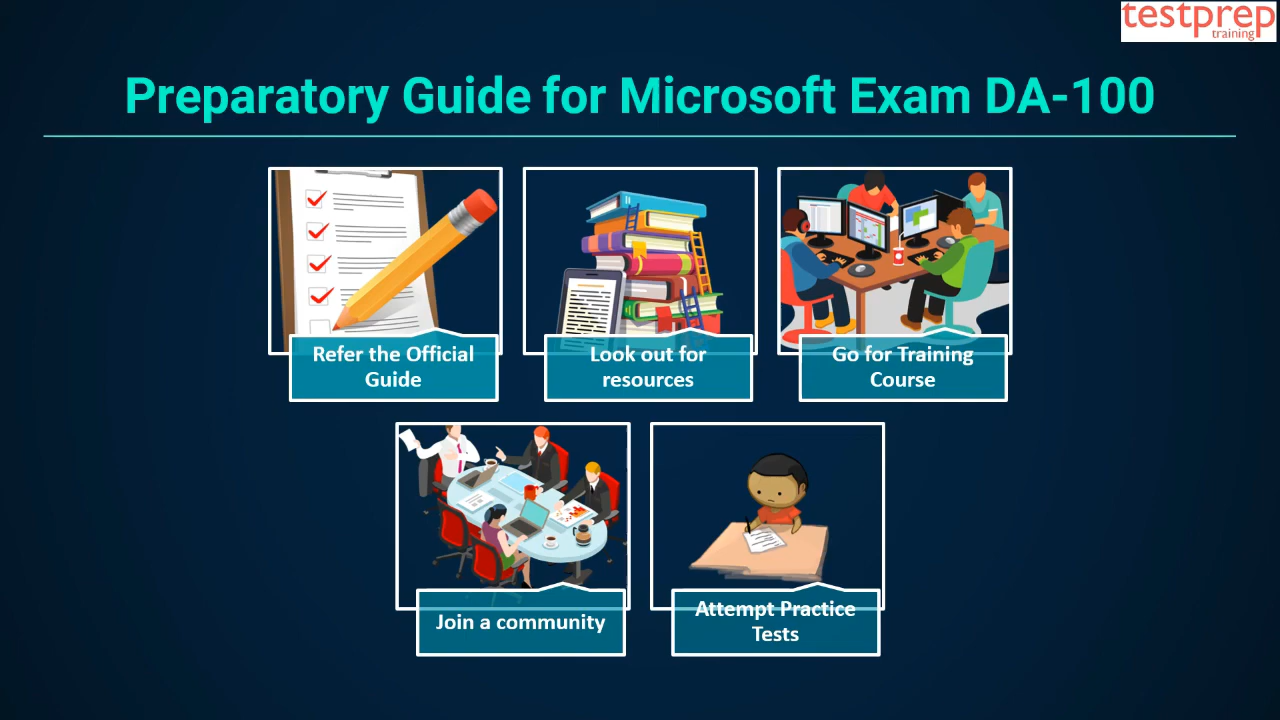 testprep
training
Preparatory Guide for Microsoft Exam DA-100
Refer the Official
Guide
Look out for
resources
Go for Training
Course
Join a community
Attempt Practice
Tests